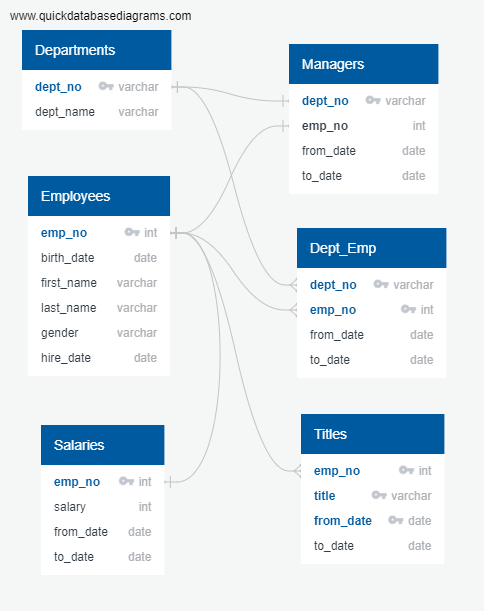 www.quickdatabasediagrams.com
Departments
dept_no varchar
dept_name varchar
Managers
dept_no varchar
emp_no int
from_date date
to_date date
Employees
emp_no int
birth_date date
first_name varchar
last_name varchar
gender varchar
hire_date date
Dept_Emp
dept_no varchar
emp_no int
from_date date
to_date date
Salaries
emp_no int
salary int
from_date date
to_date date
Titles
emp_no int
title varchar
from_date date
to_date date